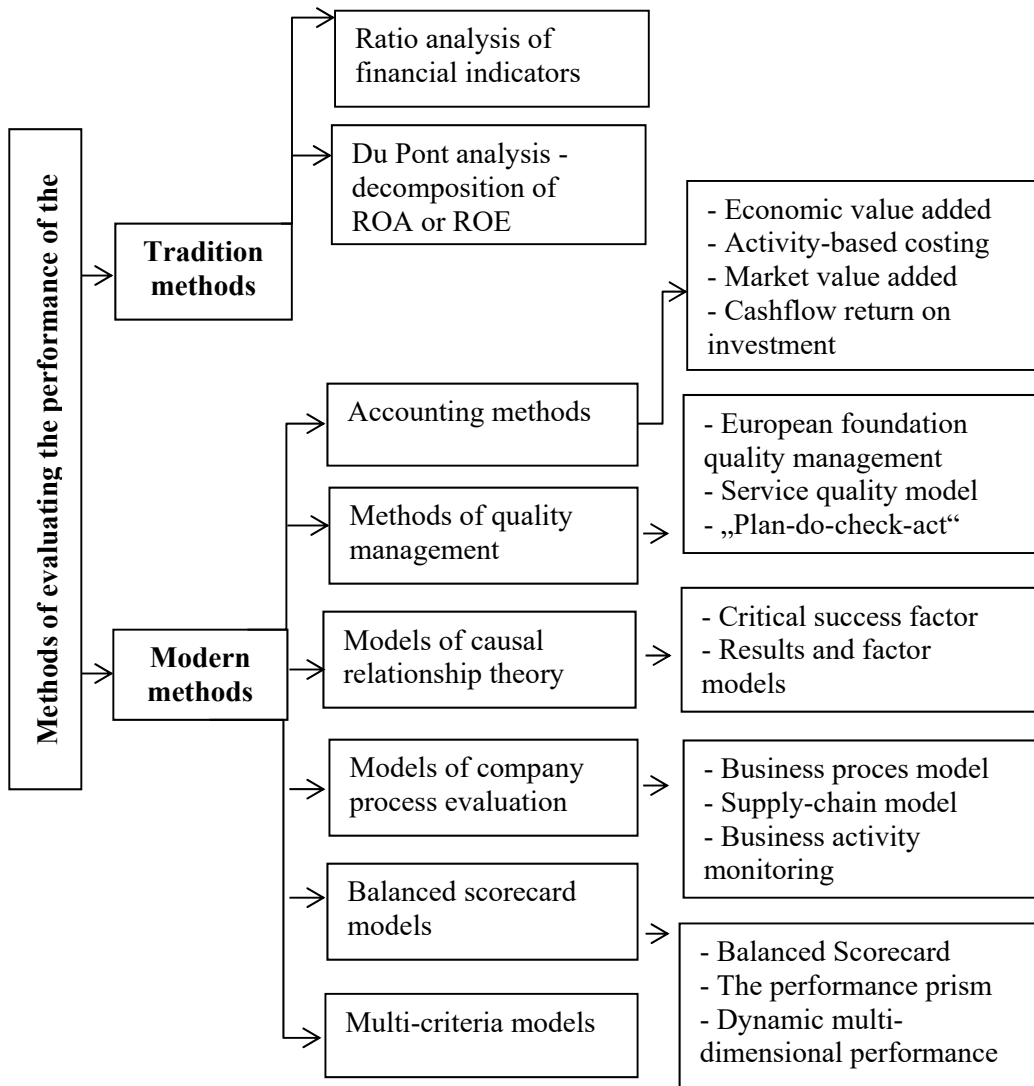 Methods of evaluating the performance of the
Tradition
methods
Ratio analysis of
financial indicators
Du Pont analysis -
decomposition of
ROA or ROE
Modern
methods
Accounting methods
- Economic value added
- Activity-based costing
- Market value added
- Cashflow return on
investment
Methods of quality
management
- European foundation
quality management
- Service quality model
- „Plan-do-check-act“
Models of causal
relationship theory
- Critical success factor
- Results and factor
models
Models of company
process evaluation
- Business proces model
- Supply-chain model
- Business activity
monitoring
Balanced scorecard
models
- Balanced Scorecard
- The performance prism
- Dynamic multi-
dimensional performance
Multi-criteria models